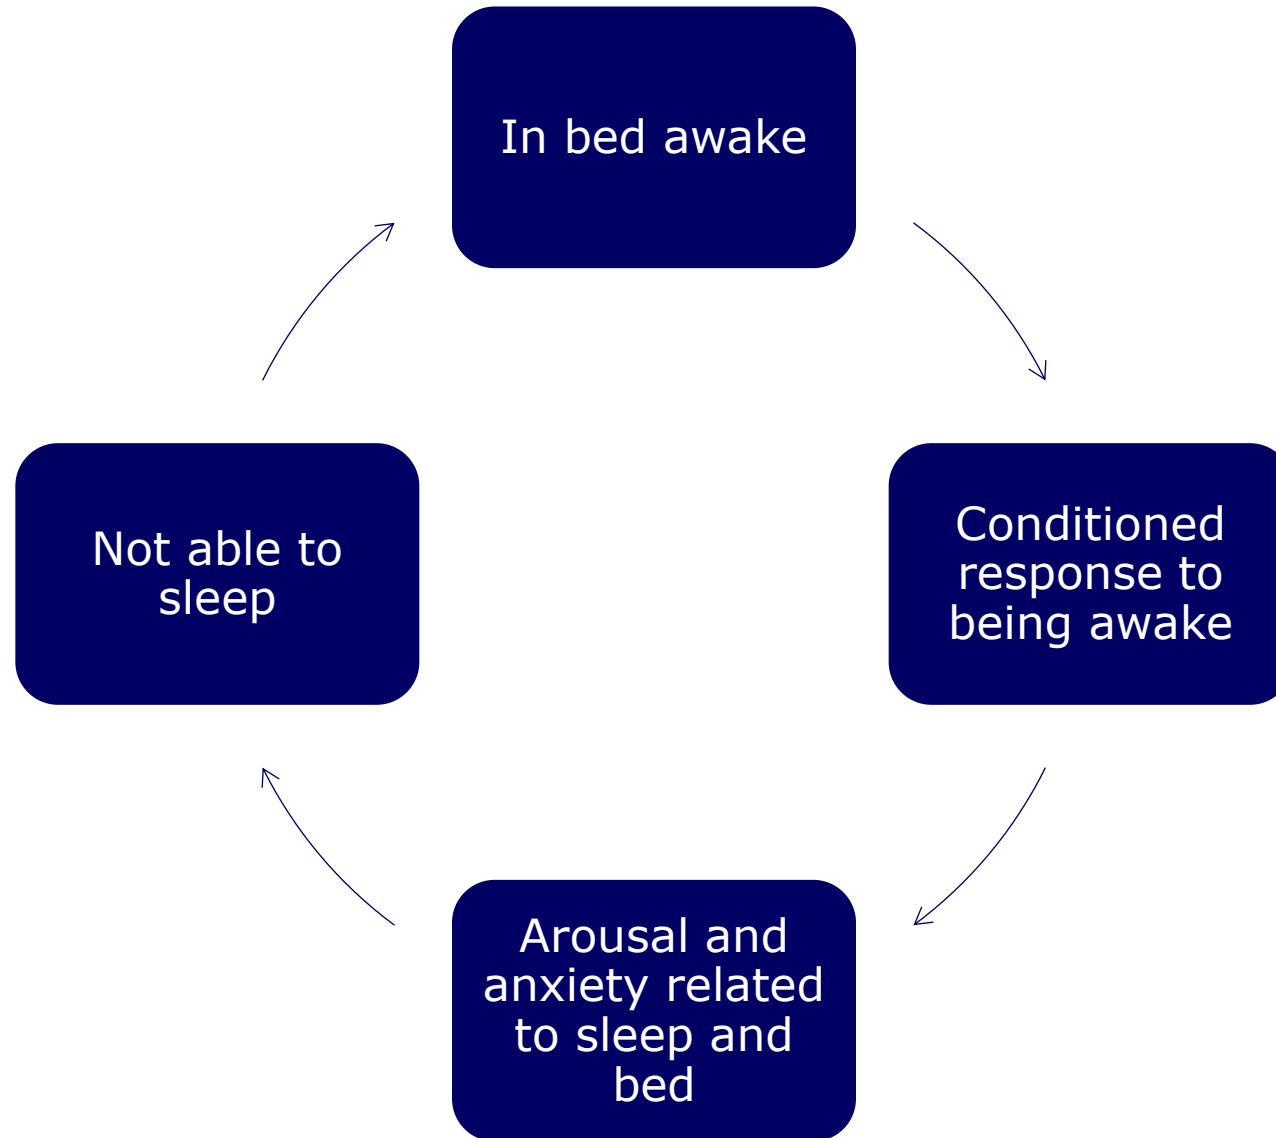 In bed awake
Conditioned
response to
being awake
Arousal and
anxiety related
to sleep and
bed
Not able to
sleep